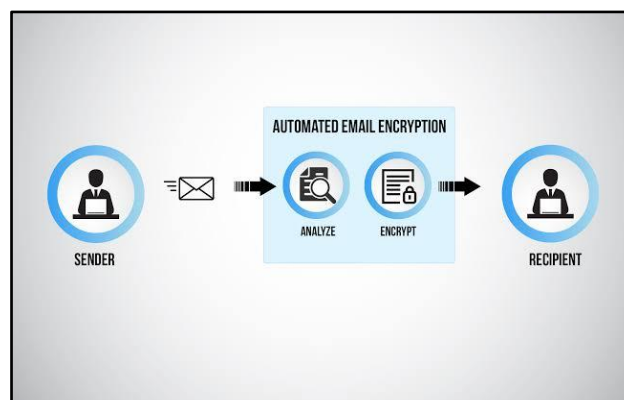 AUTOMATED EMAIL ENCRYPTION
ANALYZE
ENCRYPT
SENDER
RECIPIENT